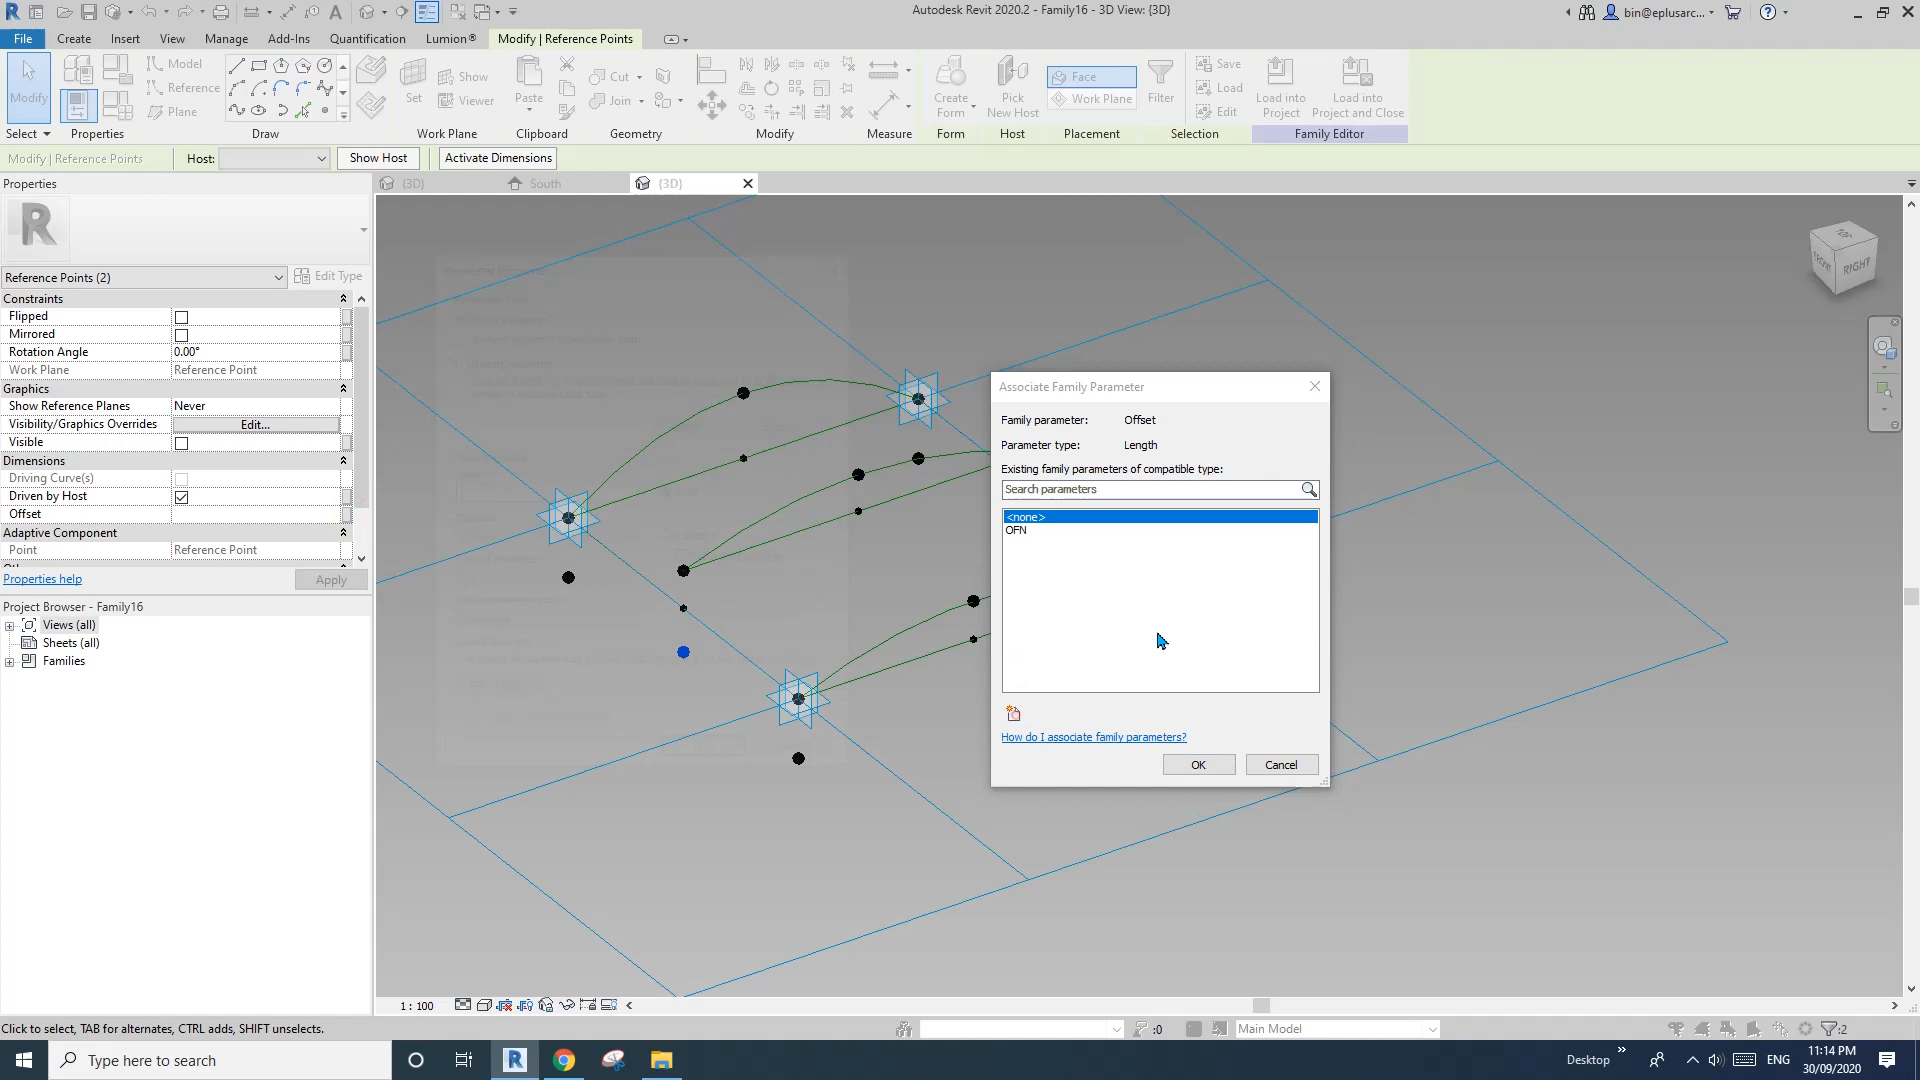 Autodesk Revit 2020.2 - Family16 - 3D View: {3D}
bin@eplusarc...
File
Create
Insert
View
Manage
Add-Ins
Quantification
Lumion®
Modify | Reference Points
Modify
Model
Reference
Plane
Set
Show
Viewer
Paste
Cut
Join
Create
Form
Pick
New Host
Face
Work Plane
Filter
Save
Load
Edit
Load into
Project
Load into
Project and Close
Select
Properties
Draw
Work Plane
Clipboard
Geometry
Modify
Measure
Form
Host
Placement
Selection
Family Editor
Modify | Reference Points
Host:
Show Host
Activate Dimensions
Properties
{3D}
South
{3D}
R
Reference Points (2)
Edit Type
Constraints
Flipped
Mirrored
Rotation Angle
0.00°
Work Plane
Reference Point
Graphics
Show Reference Planes
Never
Visibility/Graphics Overrides
Edit...
Visible
Dimensions
Driving Curve(s)
Driven by Host
Offset
Adaptive Component
Point
Reference Point
Properties help
Apply
Project Browser - Family16
Views (all)
Sheets (all)
Families
TOP
FRONT
RIGHT
Associate Family Parameter
Family parameter:
Offset
Parameter type:
Length
Existing family parameters of compatible type:
Search parameters
<none>
OFN
How do I associate family parameters?
OK
Cancel
1 : 100
Click to select, TAB for alternates, CTRL adds, SHIFT unselects.
:0
Main Model
:2
Type here to search
Desktop
ENG
11:14 PM
30/09/2020